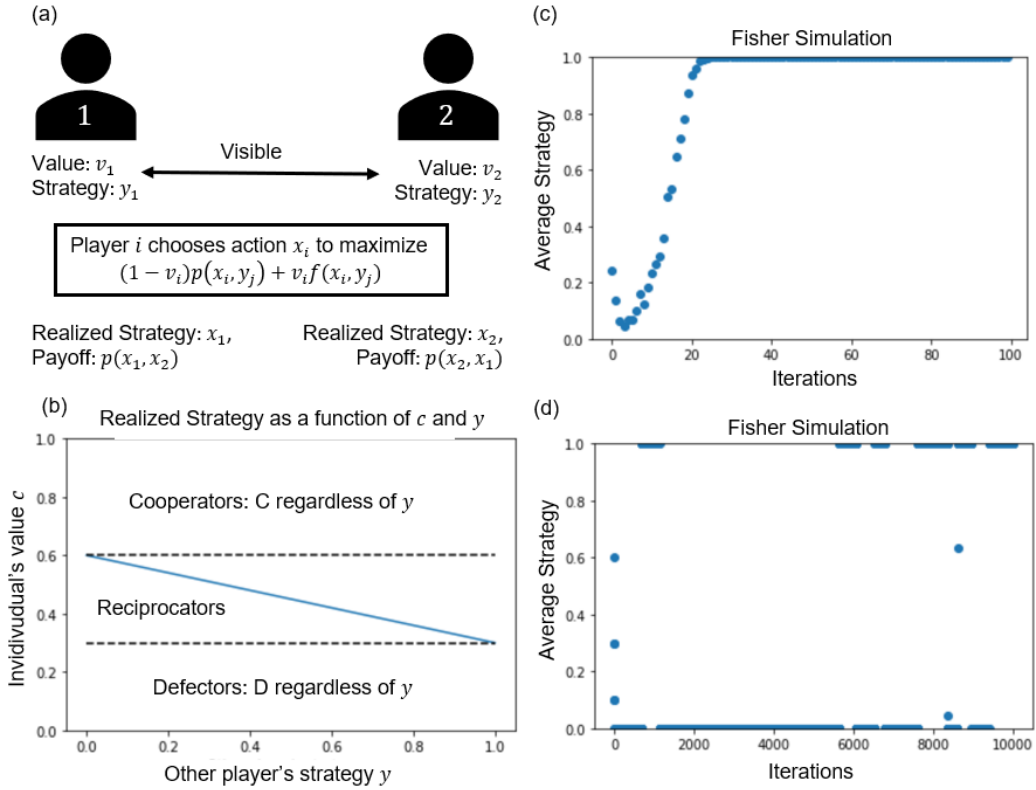 (a)
1
2
Visible
Value: v₁
Strategy: y₁
Value: v₂
Strategy: y₂
Player i chooses action xᵢ to maximize
(1 − vᵢ)p(xᵢ, yⱼ) + vᵢf(xᵢ, yⱼ)
Realized Strategy: x₁,
Payoff: p(x₁, x₂)
Realized Strategy: x₂,
Payoff: p(x₂, x₁)
(b)
Realized Strategy as a function of c and y
Invidivudual's value c
1.0
0.8
0.6
0.4
0.2
0.0
Cooperators: C regardless of y
Reciprocators
Defectors: D regardless of y
0.0 0.2 0.4 0.6 0.8 1.0
Other player's strategy y
(c)
Fisher Simulation
Average Strategy
1.0
0.8
0.6
0.4
0.2
0.0
0 20 40 60 80 100
Iterations
(d)
Fisher Simulation
Average Strategy
1.0
0.8
0.6
0.4
0.2
0.0
0 2000 4000 6000 8000 10000
Iterations